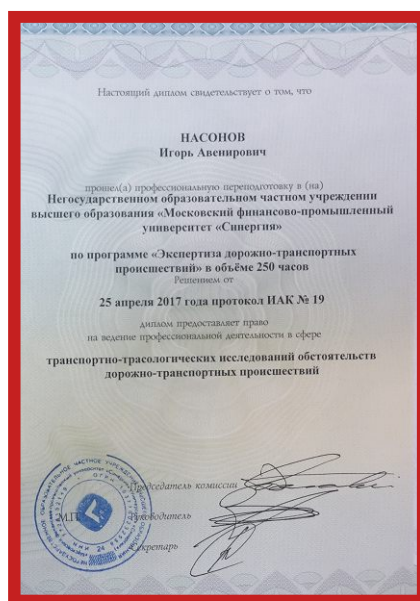 Настоящий диплом свидетельствует о том, что
НАСОНОВ
Игорь Авенирович
прошел(а) профессиональную переподготовку в (на)
Негосударственном образовательном частном учреждении
высшего образования «Московский финансово-промышленный
университет «Синергия»
по программе «Экспертиза дорожно-транспортных
происшествий» в объёме 250 часов
Решением от
25 апреля 2017 года протокол ИАК № 19
диплом предоставляет право
на ведение профессиональной деятельности в сфере
транспортно-трасологических исследований обстоятельств
дорожно-транспортных происшествий
Председатель комиссии
М.П.
Руководитель
Секретарь